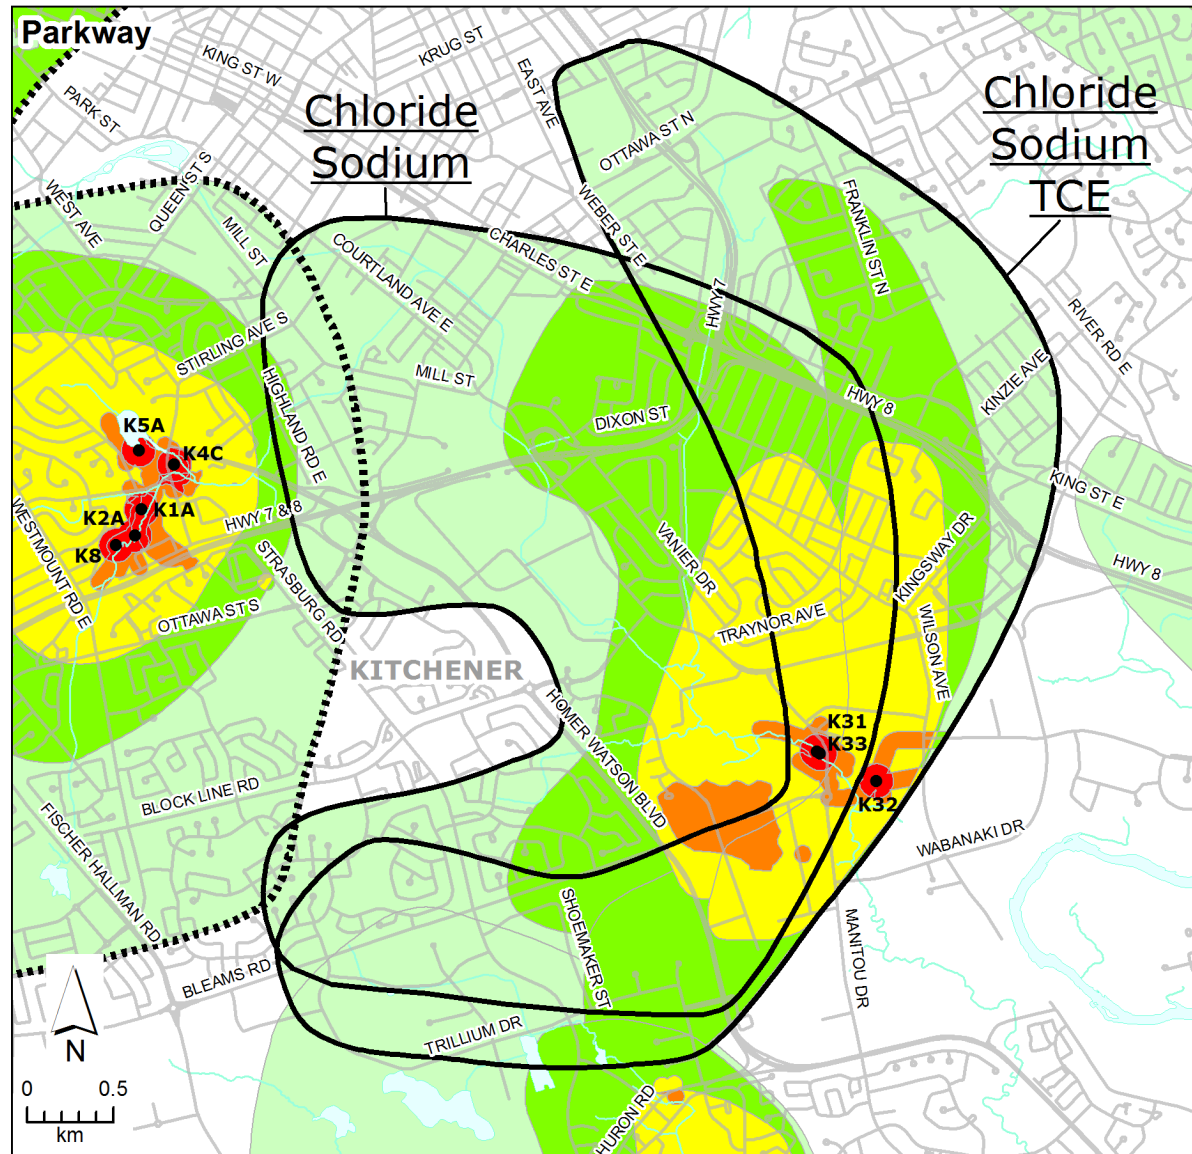 Parkway
KING ST W
KRUG ST
EAST AVE
PARK ST
Chloride
Sodium
Chloride
Sodium
TCE
OTTAWA ST N
QUEEN ST S
WEST AVE
MILL ST
WEBER ST E
FRANKLIN ST N
COURTLAND AVE E
CHARLES ST E
HWY 7
RIVER RD E
STIRLING AVE S
MILL ST
HIGHLAND RD E
KINZIE AVE
HWY 8
DIXON ST
K5A
K4C
KING ST E
K2A
K1A
HWY 7 & 8
K8
WESTMOUNT RD E
STRASBURG RD
VANIER DR
KINGSWAY DR
HWY 8
OTTAWA ST S
TRAYNOR AVE
WILSON AVE
KITCHENER
HOMER WATSON BLVD
K31
K33
K32
BLOCK LINE RD
WABANAKI DR
FISCHER HALLMAN RD
SHOEMAKER ST
MANITOU DR
BLEAMS RD
TRILLIUM DR
N
0 0.5
km
HURON RD